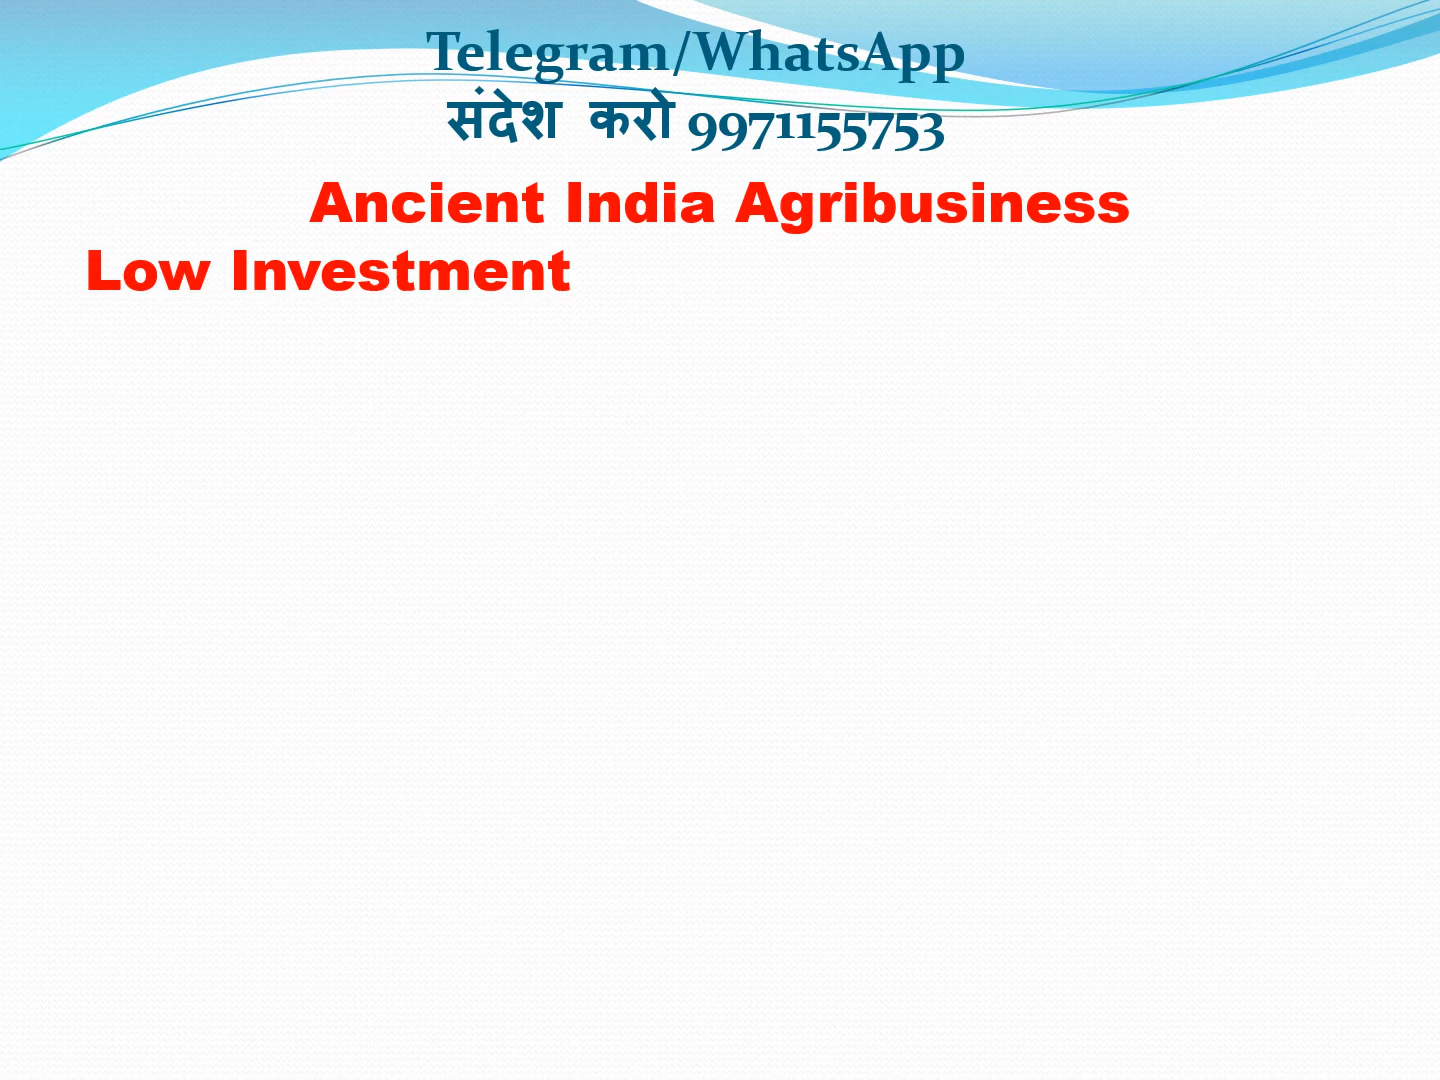 Telegram/WhatsApp
संदेश करो 9971155753
Ancient India Agribusiness
Low Investment